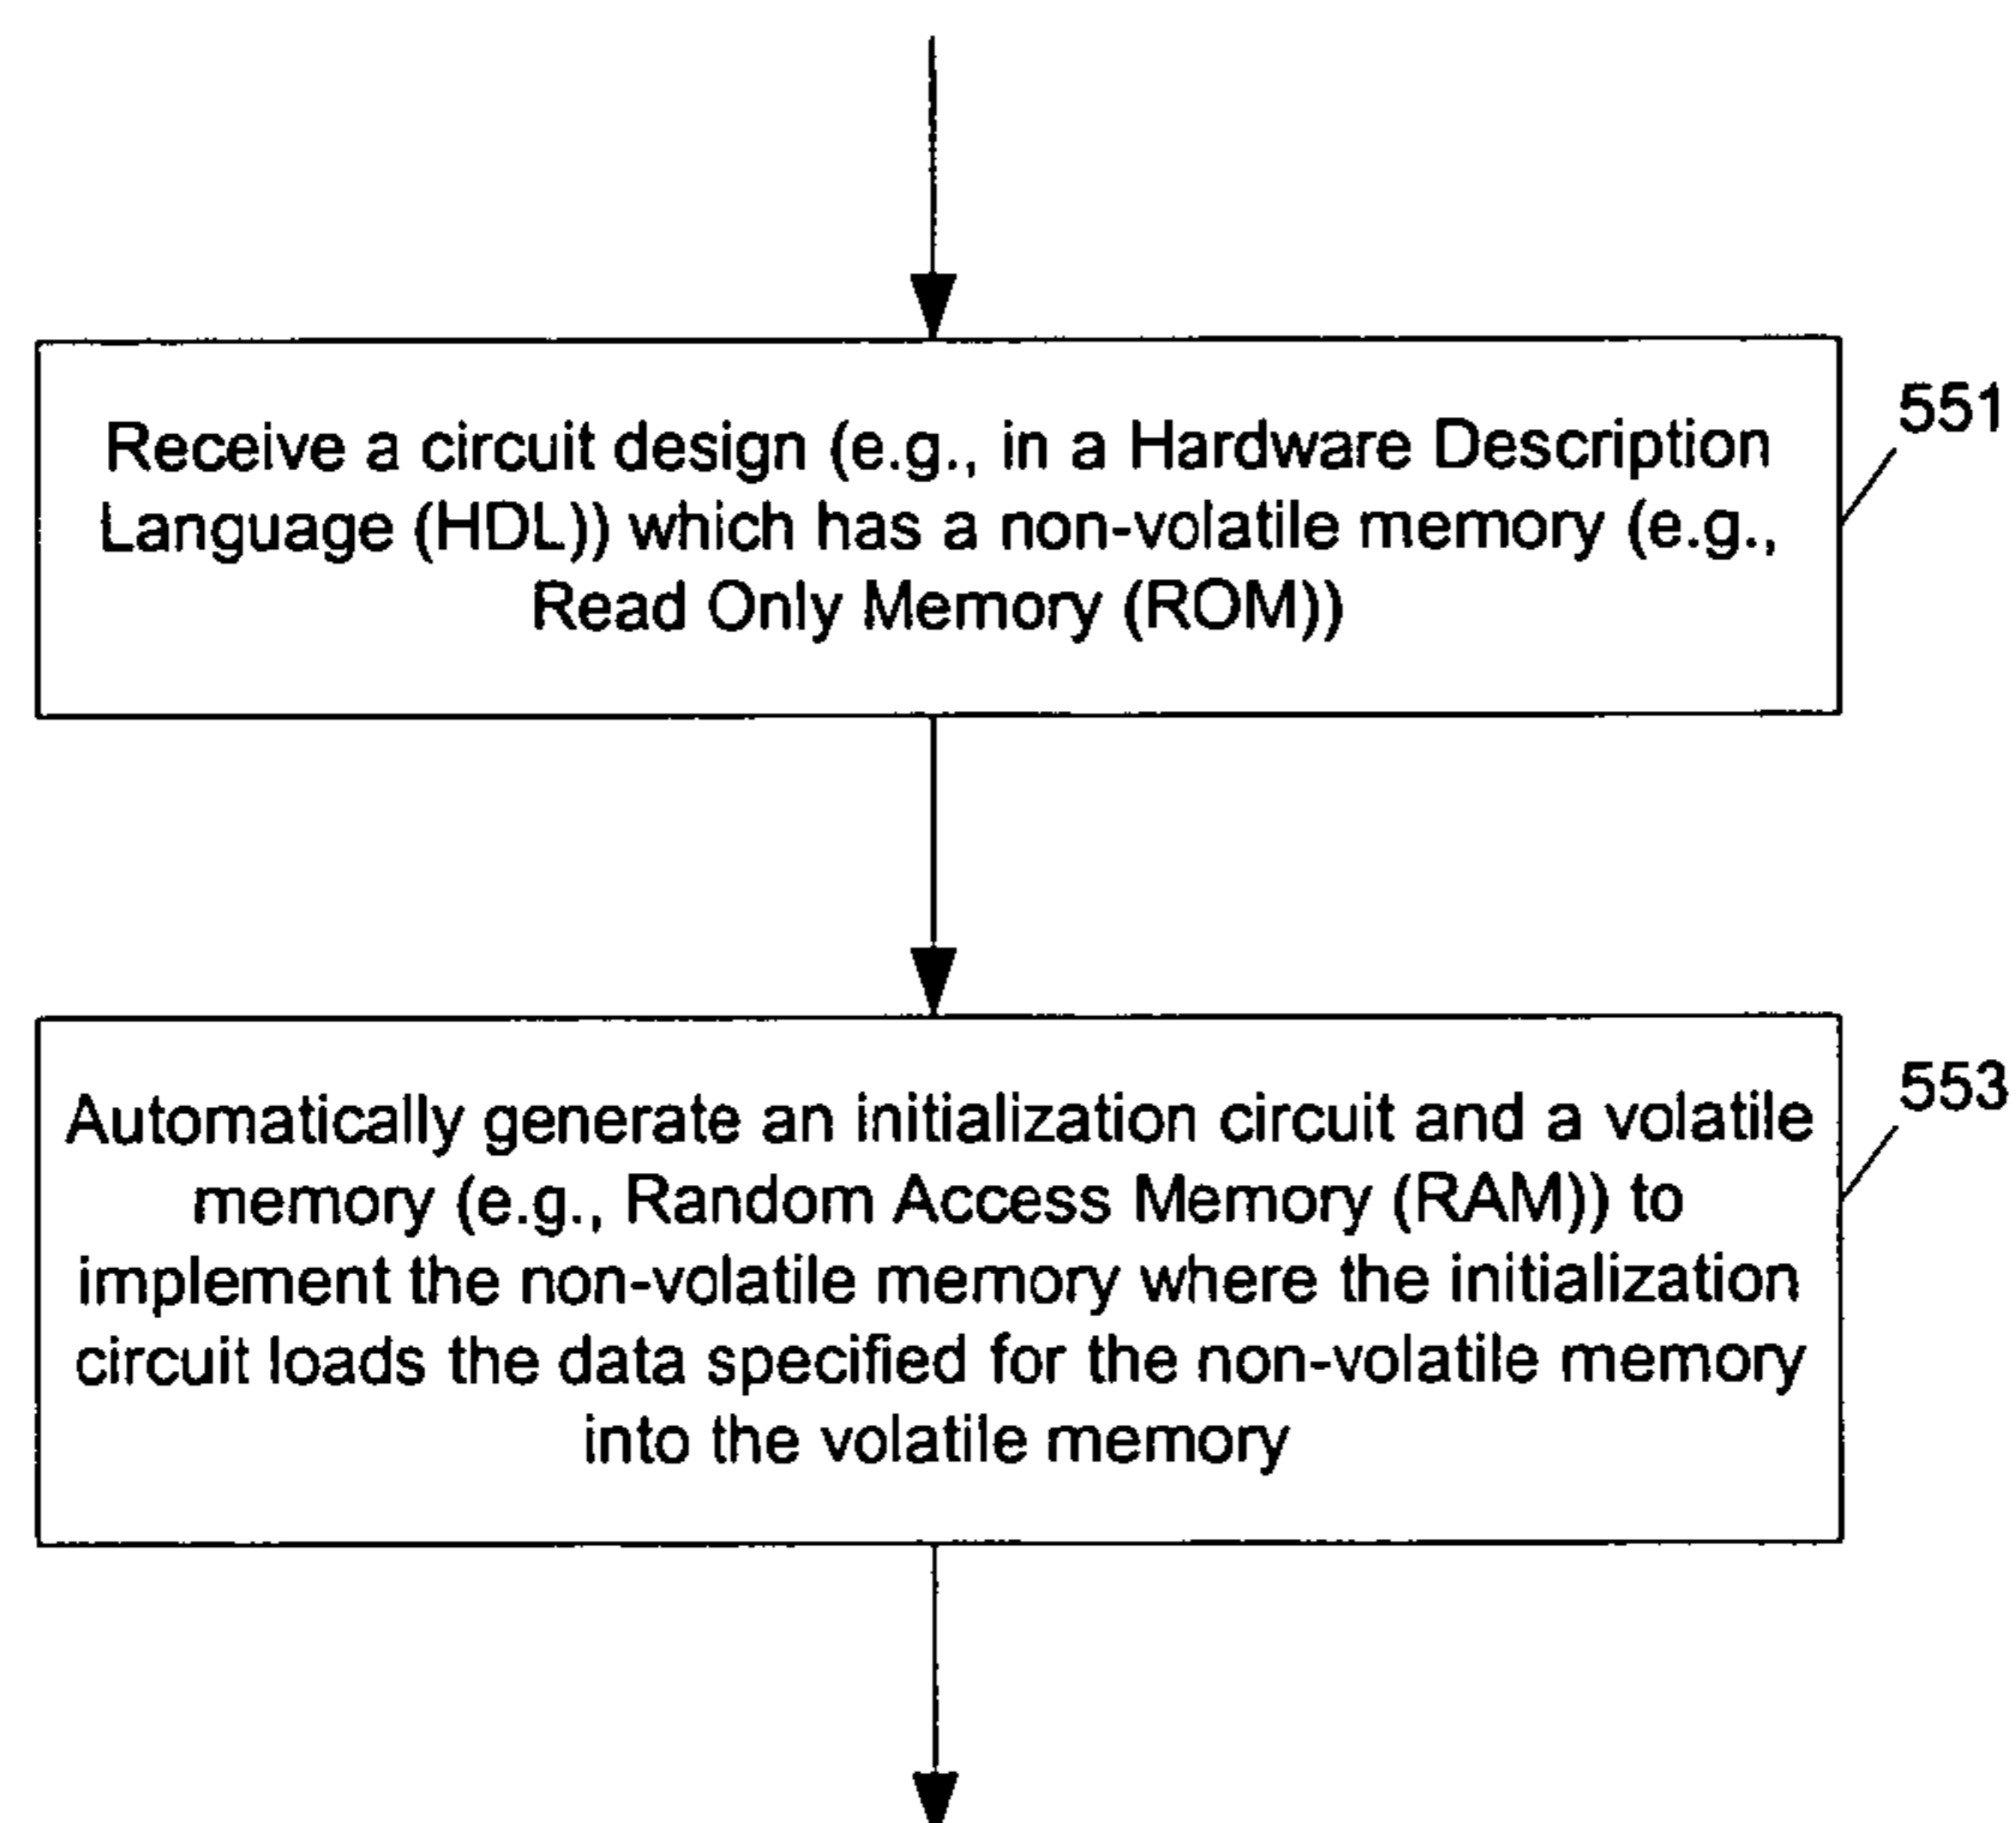 Receive a circuit design (e.g., in a Hardware Description
Language (HDL)) which has a non-volatile memory (e.g.,
Read Only Memory (ROM))
551
Automatically generate an initialization circuit and a volatile
memory (e.g., Random Access Memory (RAM)) to
implement the non-volatile memory where the initialization
circuit loads the data specified for the non-volatile memory
into the volatile memory
553